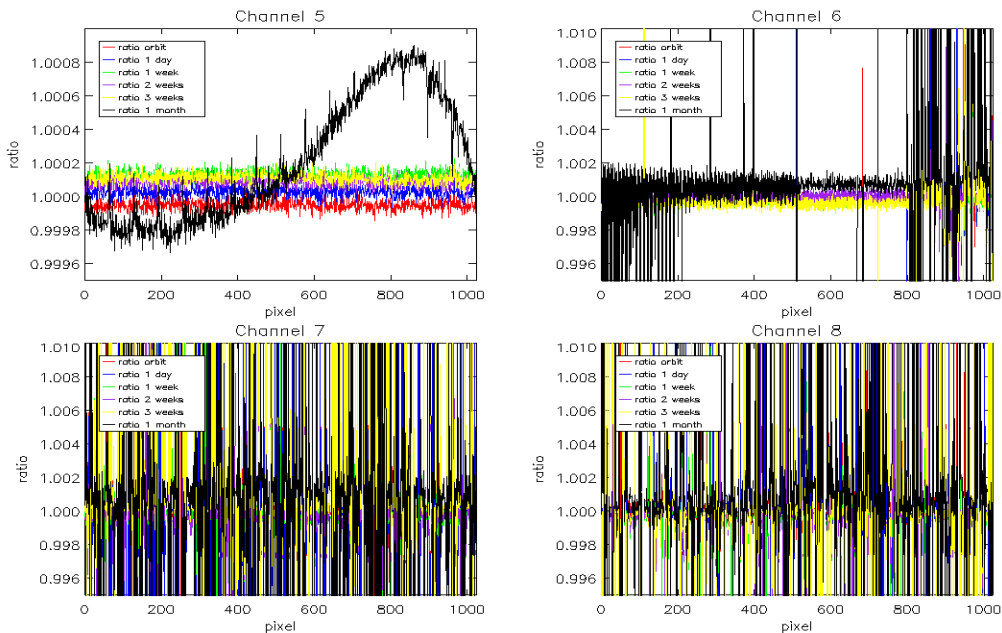 Channel 5
ratio
1.0008
1.0006
1.0004
1.0002
1.0000
0.9998
0.9996
ratio orbit
ratio 1 day
ratio 1 week
ratio 2 weeks
ratio 3 weeks
ratio 1 month
0 200 400 600 800 1000
pixel
Channel 6
ratio
1.010
1.008
1.006
1.004
1.002
1.000
0.998
0.996
ratio orbit
ratio 1 day
ratio 1 week
ratio 2 weeks
ratio 3 weeks
ratio 1 month
0 200 400 600 800 1000
pixel
Channel 7
ratio
1.010
1.008
1.006
1.004
1.002
1.000
0.998
0.996
ratio orbit
ratio 1 day
ratio 1 week
ratio 2 weeks
ratio 3 weeks
ratio 1 month
0 200 400 600 800 1000
pixel
Channel 8
ratio
1.010
1.008
1.006
1.004
1.002
1.000
0.998
0.996
ratio orbit
ratio 1 day
ratio 1 week
ratio 2 weeks
ratio 3 weeks
ratio 1 month
0 200 400 600 800 1000
pixel